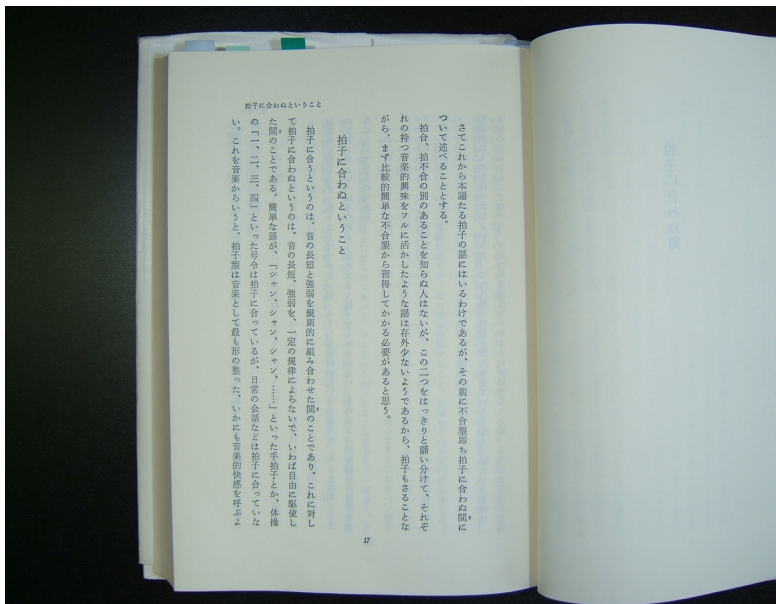 拍子に合わぬということ
さてこれから本題たる拍子の話にはいるわけであるが、その前に不合型即ち拍子に合わぬ間に
ついて述べることとする。
拍合、拍不合の別のあることを知らぬ人はないが、この二つをはっきりと謡い分けて、それぞ
れの持つ音楽的興味をフルに活かしたような謡は存外少ないようであるから、拍子もさることな
がら、まず比較的簡単な不合型から習得してかかる必要があると思う。
拍子に合わぬということ
拍子に合うというのは、音の長短と強弱を規則的に組み合わせた間のことであり、これに対し
て拍子に合わぬというのは、音の長短、強弱を、一定の規律によらないで、いわば自由に駆使し
た間のことである。簡単な話が、「シャン、シャン、シャン、……」といった手拍子とか、体操
の「一、二、三、四」といった号令は拍子に合っているが、日常の会話などは拍子に合っていな
い。これを音楽からいうと、拍子型は音楽として最も形の整った、いかにも音楽的快感を呼ぶよ
17